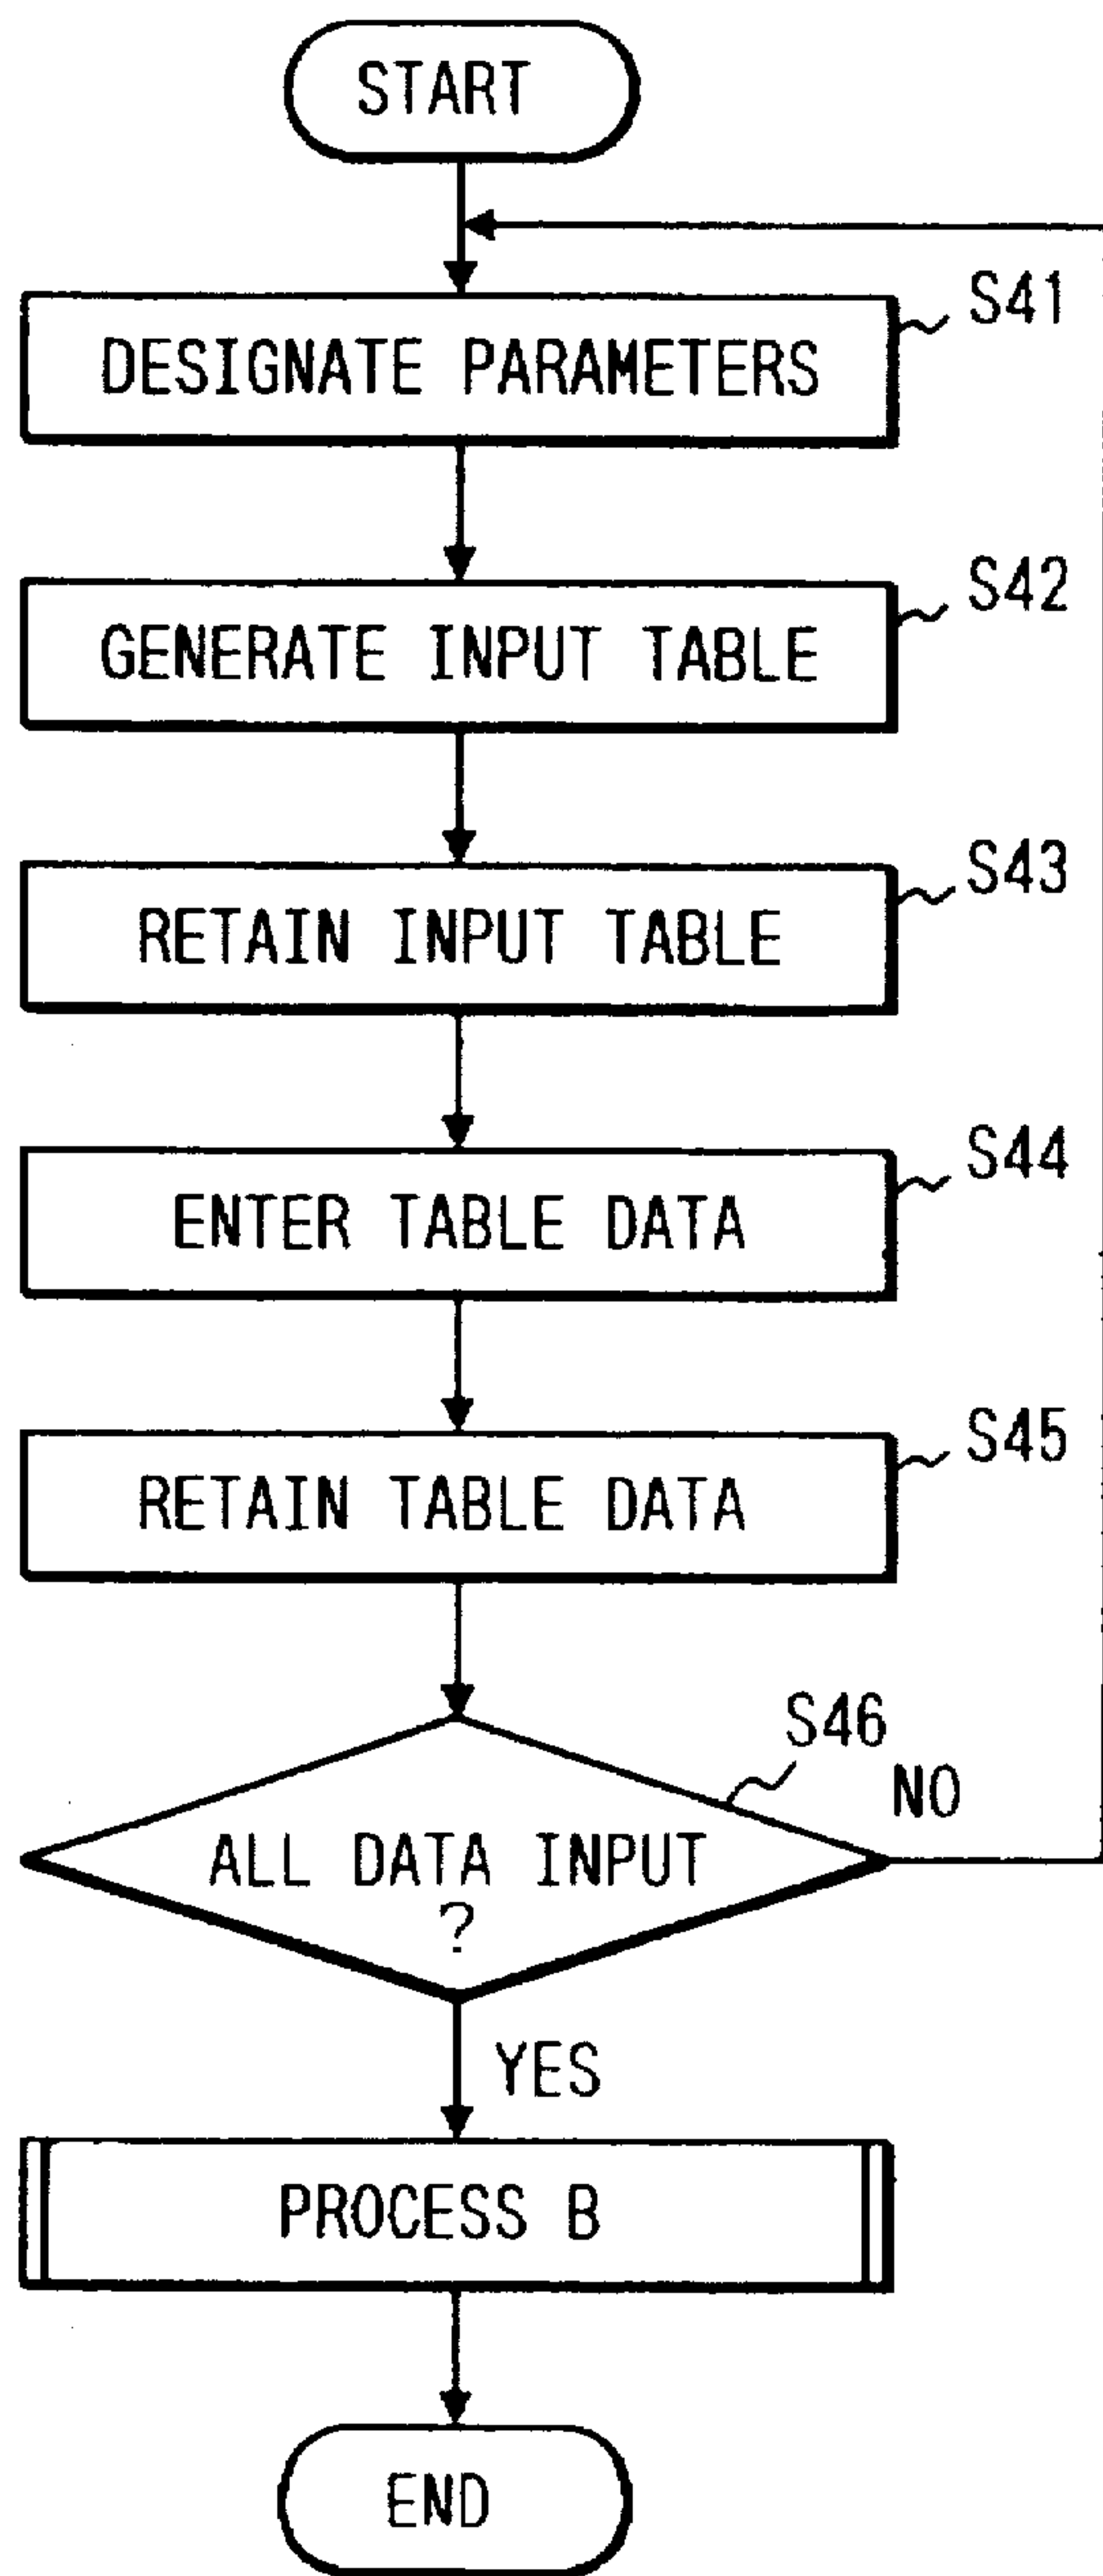 START
S41
DESIGNATE PARAMETERS
S42
GENERATE INPUT TABLE
S43
RETAIN INPUT TABLE
S44
ENTER TABLE DATA
S45
RETAIN TABLE DATA
S46
NO
ALL DATA INPUT
?
YES
PROCESS B
END